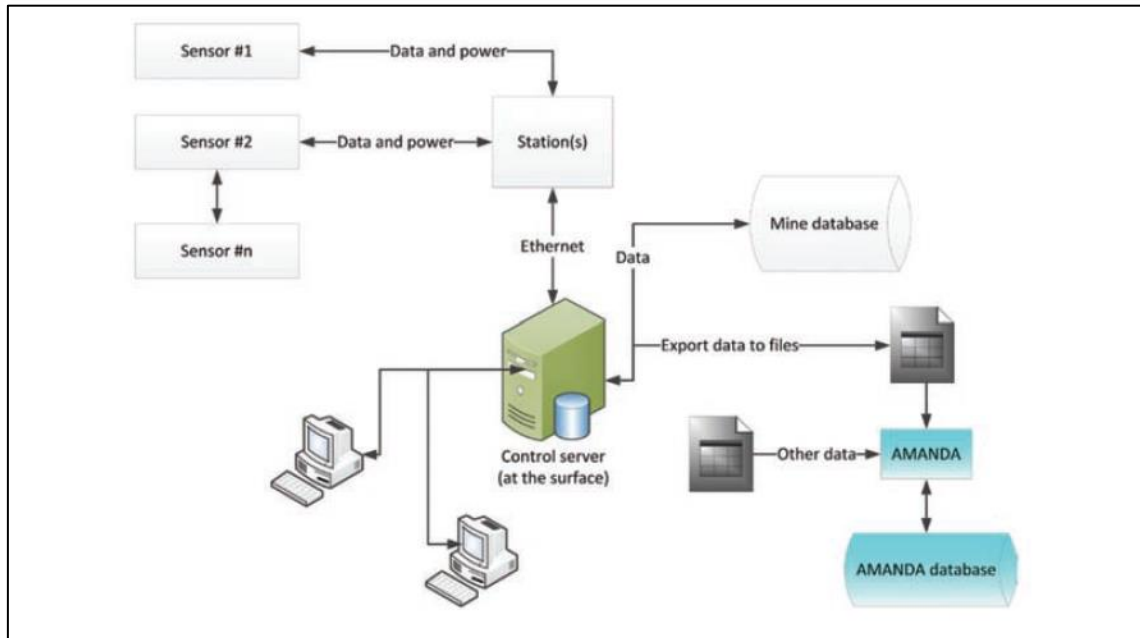 Sensor #1
Data and power
Sensor #2
Data and power
Station(s)
Sensor #n
Ethernet
Mine database
Data
Export data to files
Control server
(at the surface)
Other data
AMANDA
AMANDA database